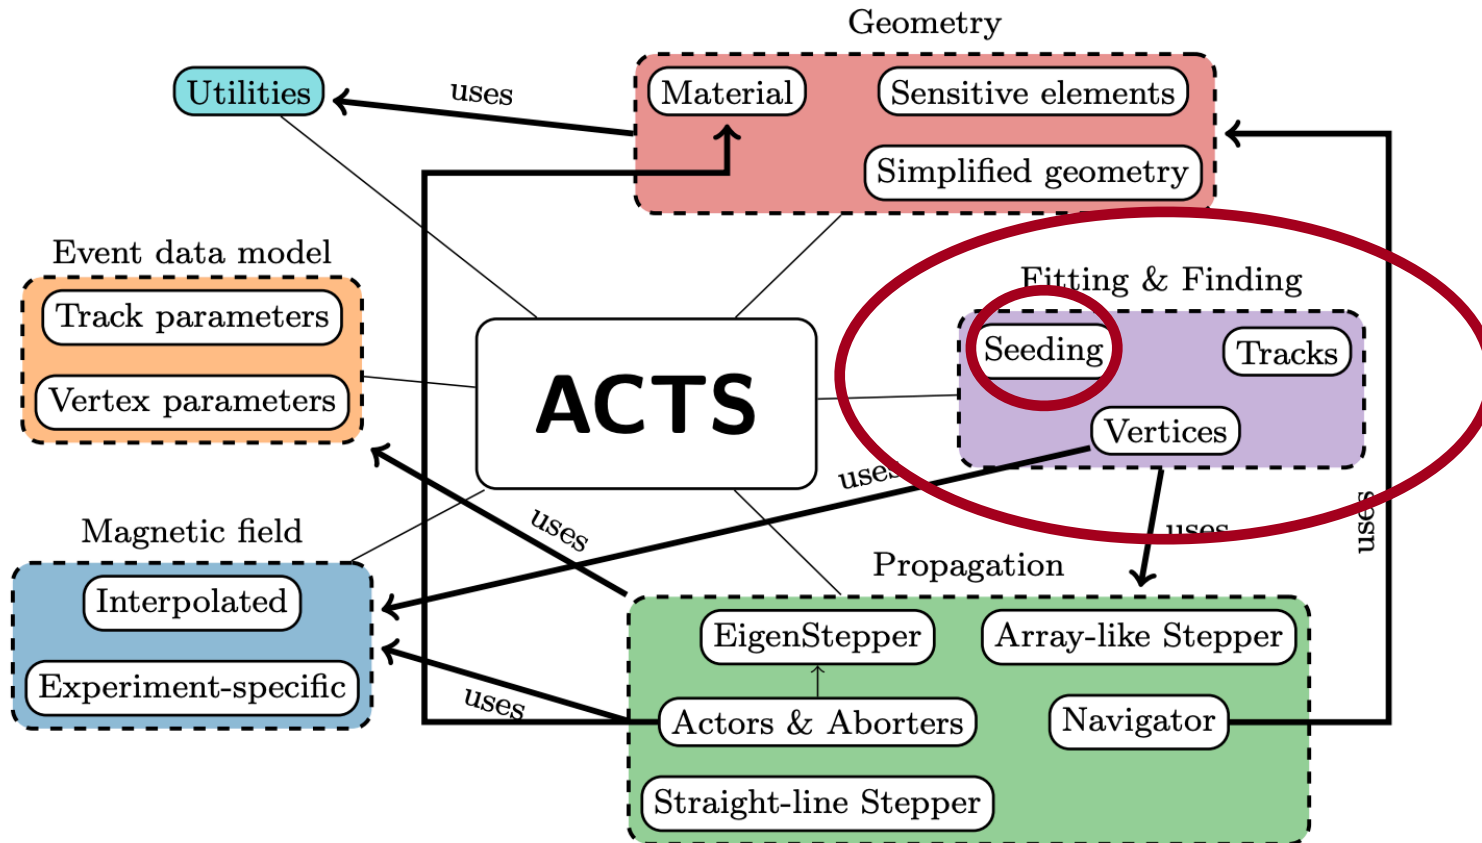 Geometry
Utilities
uses
Material
Sensitive elements
Simplified geometry
Event data model
Track parameters
Vertex parameters
ACTS
Fitting & Finding
Seeding
Tracks
Vertices
uses
uses
uses
uses
Magnetic field
Interpolated
Experiment-specific
uses
Propagation
EigenStepper
Array-like Stepper
Actors & Aborters
Navigator
Straight-line Stepper